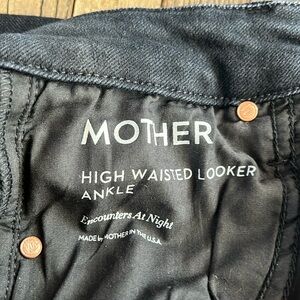 MOTHER
HIGH WAISTED LOOKER
ANKLE
Encounters At Night
MADE by MOTHER IN THE U.S.A.